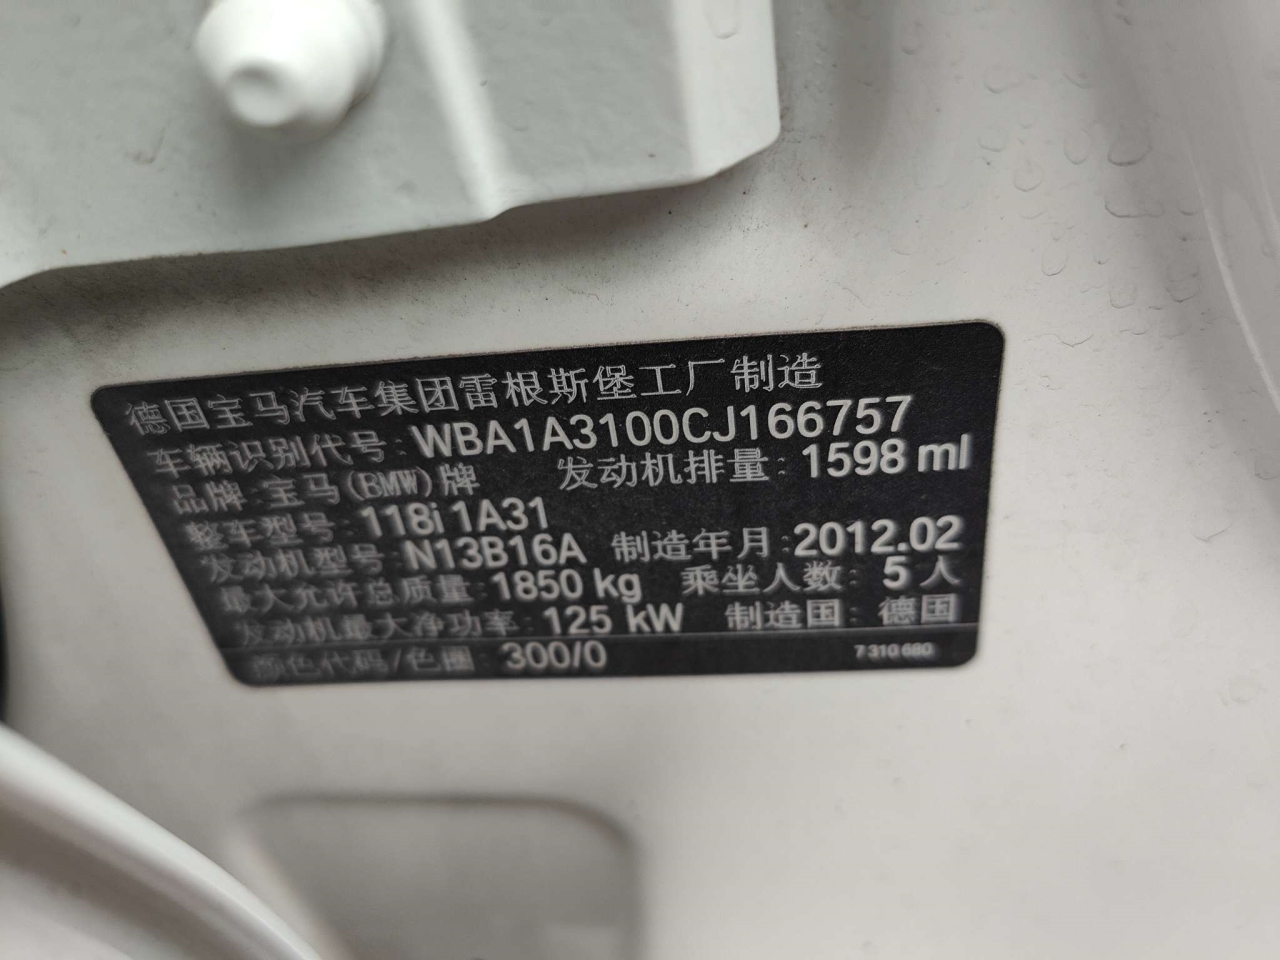 德国宝马汽车集团雷根斯堡工厂制造
车辆识别代号: WBA1A3100CJ166757
品牌: 宝马(BMW)牌 发动机排量: 1598 ml
整车型号: 118i 1A31
发动机型号: N13B16A 制造年月: 2012.02
最大允许总质量: 1850 kg 乘坐人数: 5 人
发动机最大净功率: 125 kW 制造国: 德国
颜色代码/色圈: 300/0 7 310 680